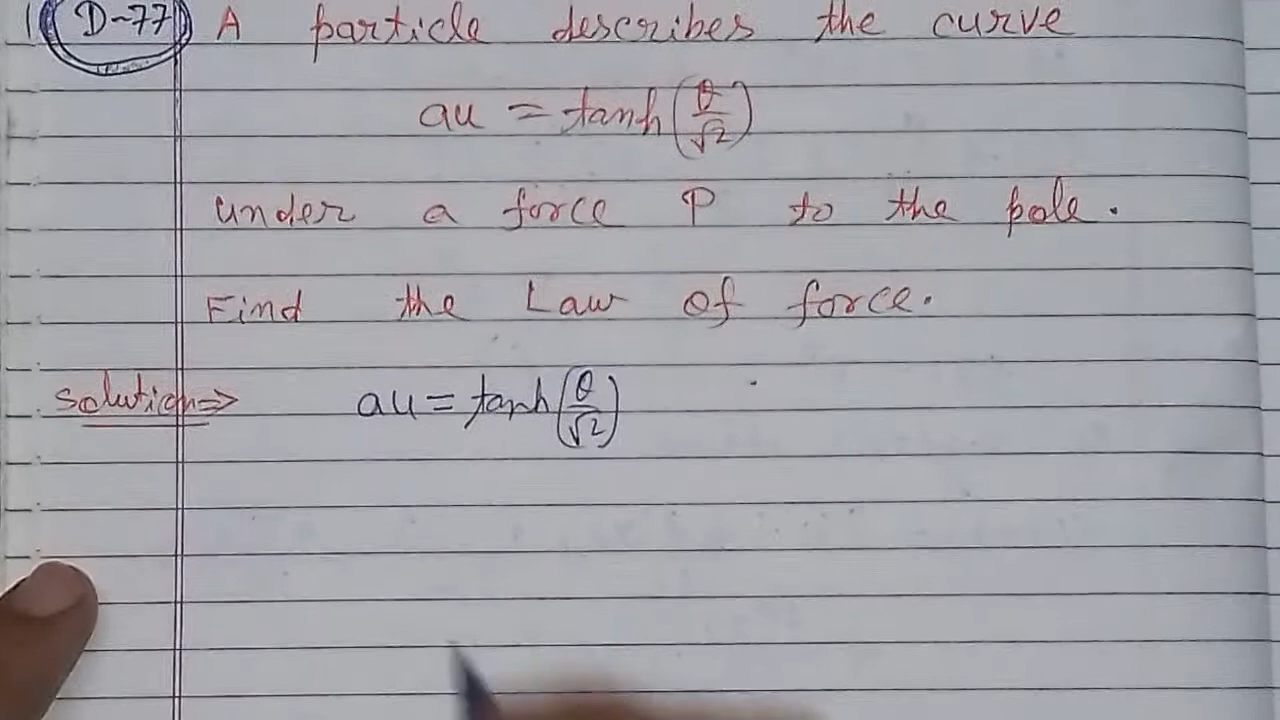 D-77 A particle describes the curve
au = tanh(θ/√2)
under a force P to the pole.
Find the Law of force.
Solution⇒ au = tanh(θ/√2)